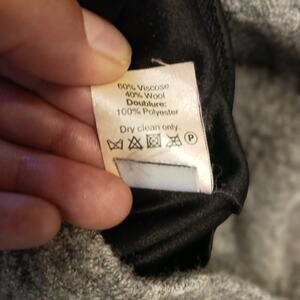 60% Viscose
40% Wool
Doublure:
100% Polyester
Dry clean only.
P